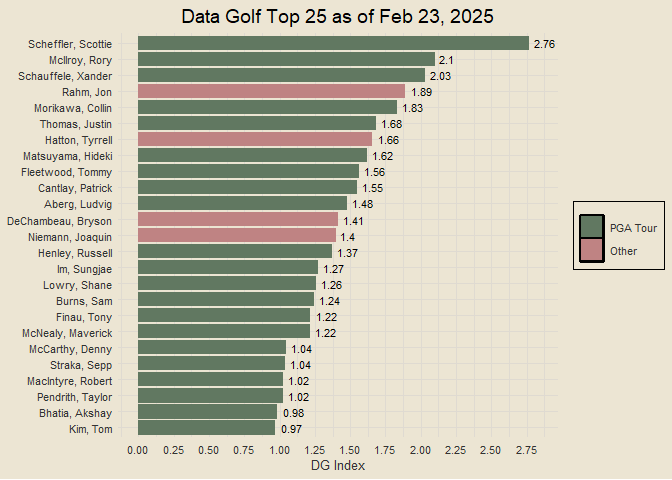 Data Golf Top 25 as of Feb 23, 2025
Scheffler, Scottie 2.76
McIlroy, Rory 2.1
Schauffele, Xander 2.03
Rahm, Jon 1.89
Morikawa, Collin 1.83
Thomas, Justin 1.68
Hatton, Tyrrell 1.66
Matsuyama, Hideki 1.62
Fleetwood, Tommy 1.56
Cantlay, Patrick 1.55
Aberg, Ludvig 1.48
DeChambeau, Bryson 1.41
Niemann, Joaquin 1.4
Henley, Russell 1.37
Im, Sungjae 1.27
Lowry, Shane 1.26
Burns, Sam 1.24
Finau, Tony 1.22
McNealy, Maverick 1.22
McCarthy, Denny 1.04
Straka, Sepp 1.04
MacIntyre, Robert 1.02
Pendrith, Taylor 1.02
Bhatia, Akshay 0.98
Kim, Tom 0.97
0.00 0.25 0.50 0.75 1.00 1.25 1.50 1.75 2.00 2.25 2.50 2.75
DG Index
PGA Tour
Other